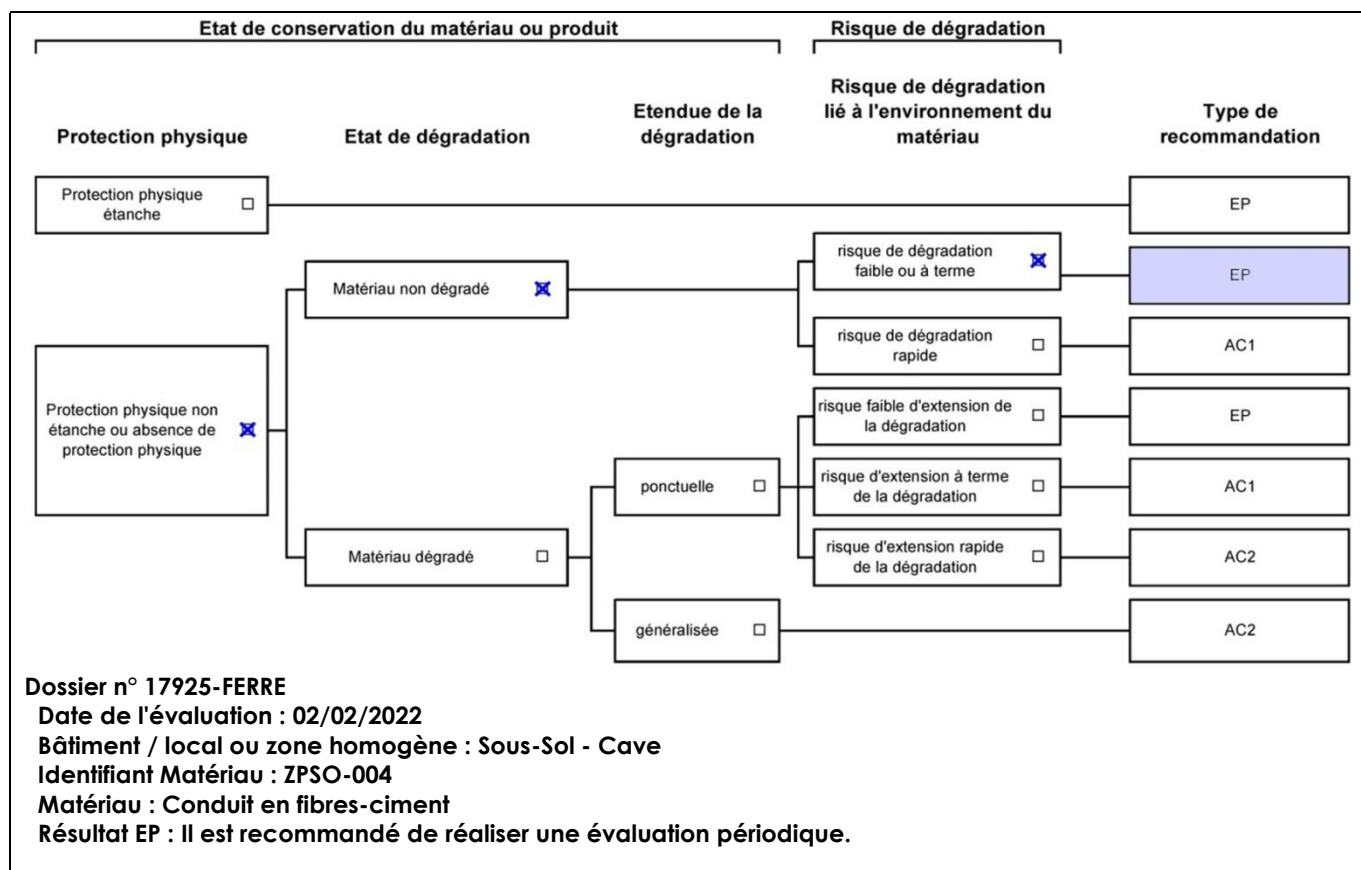 Etat de conservation du matériau ou produit
Risque de dégradation
Protection physique
Etat de dégradation
Etendue de la
dégradation
Risque de dégradation
lié à l'environnement du
matériau
Type de
recommandation
Protection physique
étanche
EP
risque de dégradation
faible ou à terme
Matériau non dégradé
EP
risque de dégradation
rapide
AC1
Protection physique non
étanche ou absence de
protection physique
risque faible d'extension de
la dégradation
EP
ponctuelle
risque d'extension à terme
de la dégradation
AC1
Matériau dégradé
risque d'extension rapide
de la dégradation
AC2
généralisée
AC2
Dossier n° 17925-FERRE
Date de l'évaluation : 02/02/2022
Bâtiment / local ou zone homogène : Sous-Sol - Cave
Identifiant Matériau : ZPSO-004
Matériau : Conduit en fibres-ciment
Résultat EP : Il est recommandé de réaliser une évaluation périodique.